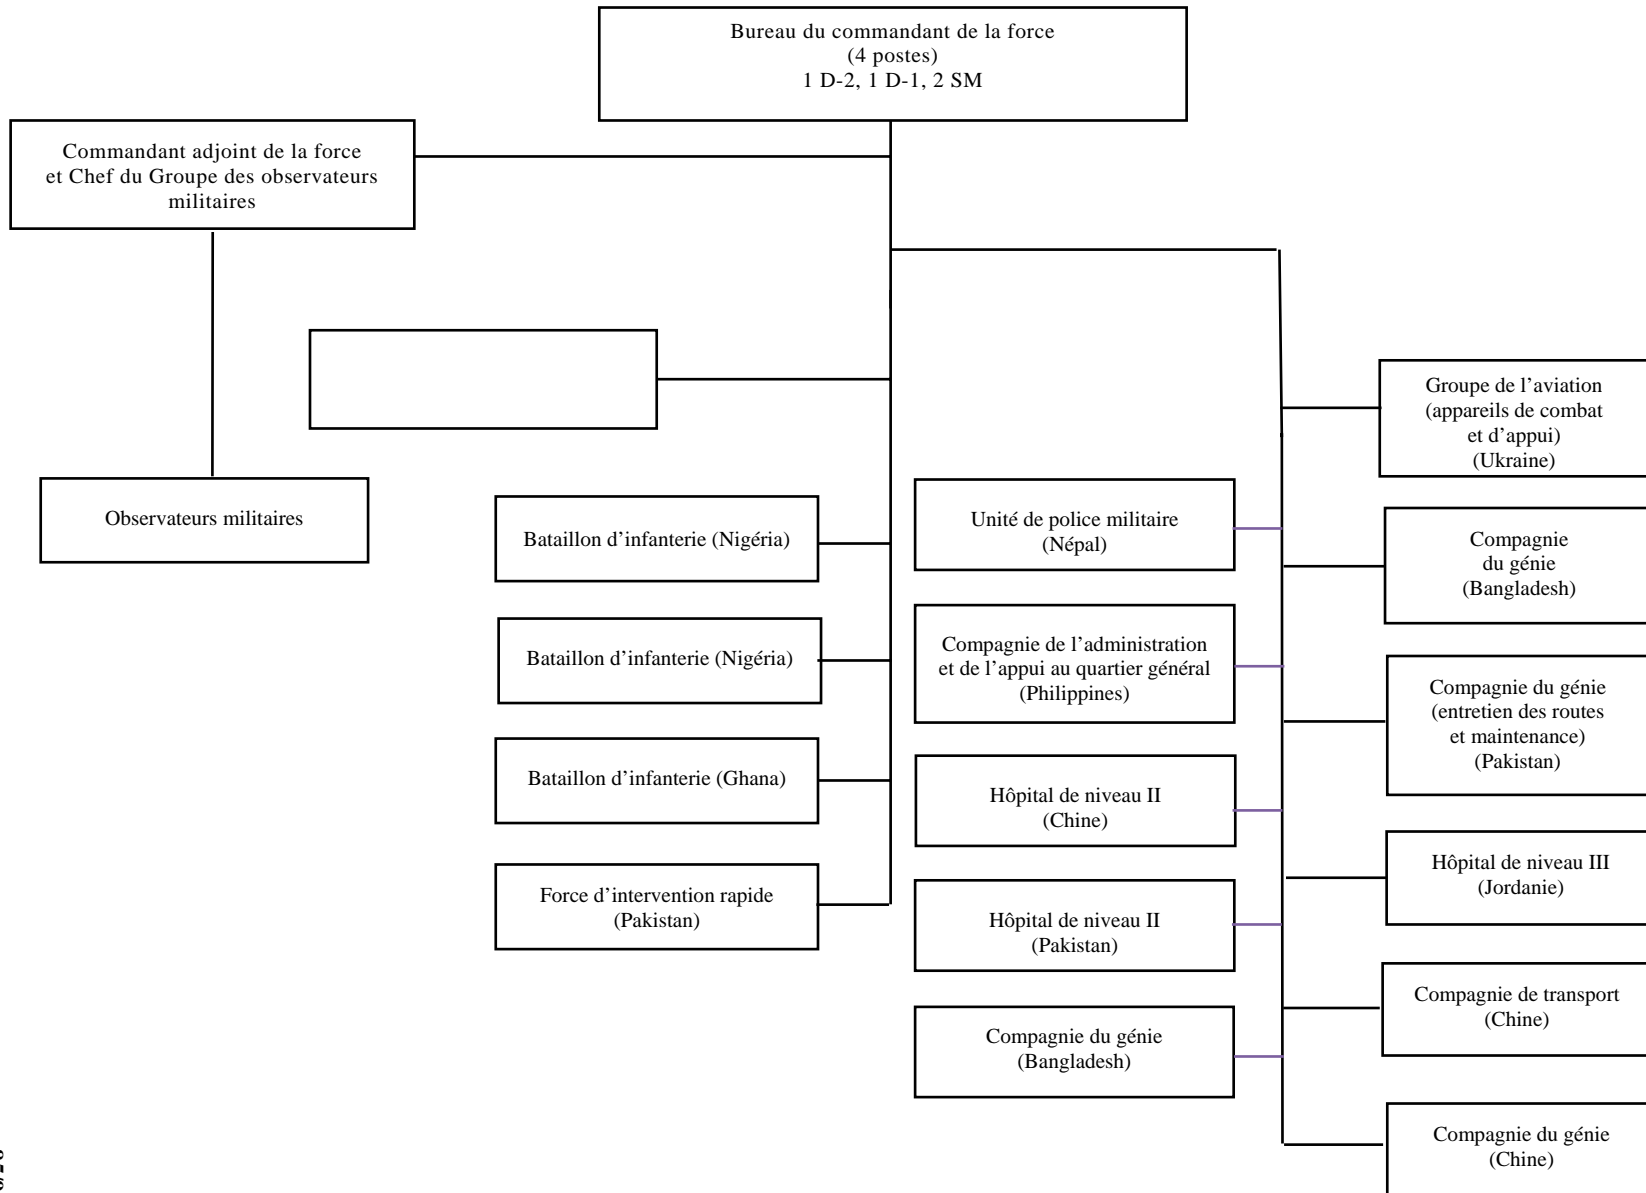 Bureau du commandant de la force
(4 postes)
1 D-2, 1 D-1, 2 SM
Commandant adjoint de la force
et Chef du Groupe des observateurs
militaires
Observateurs militaires
Bataillon d'infanterie (Nigéria)
Bataillon d'infanterie (Nigéria)
Bataillon d'infanterie (Ghana)
Force d'intervention rapide
(Pakistan)
Unité de police militaire
(Népal)
Compagnie de l'administration
et de l'appui au quartier général
(Philippines)
Hôpital de niveau II
(Chine)
Hôpital de niveau II
(Pakistan)
Compagnie du génie
(Bangladesh)
Groupe de l'aviation
(appareils de combat
et d'appui)
(Ukraine)
Compagnie
du génie
(Bangladesh)
Compagnie du génie
(entretien des routes
et maintenance)
(Pakistan)
Hôpital de niveau III
(Jordanie)
Compagnie de transport
(Chine)
Compagnie du génie
(Chine)